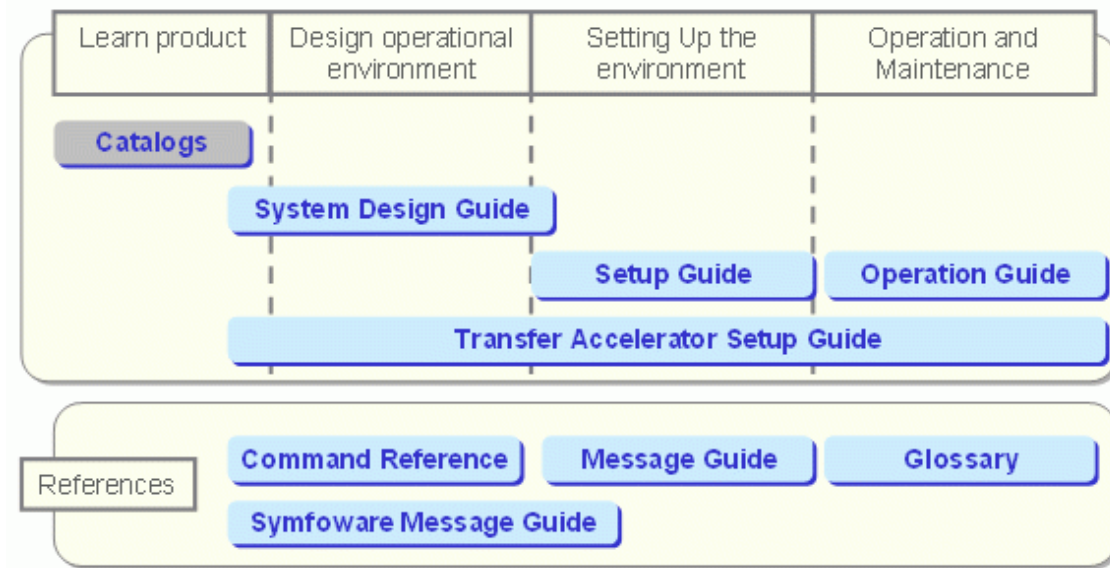 Learn product
Design operational
environment
Setting Up the
environment
Operation and
Maintenance
Catalogs
System Design Guide
Setup Guide
Operation Guide
Transfer Accelerator Setup Guide
References
Command Reference
Message Guide
Glossary
Symfoware Message Guide